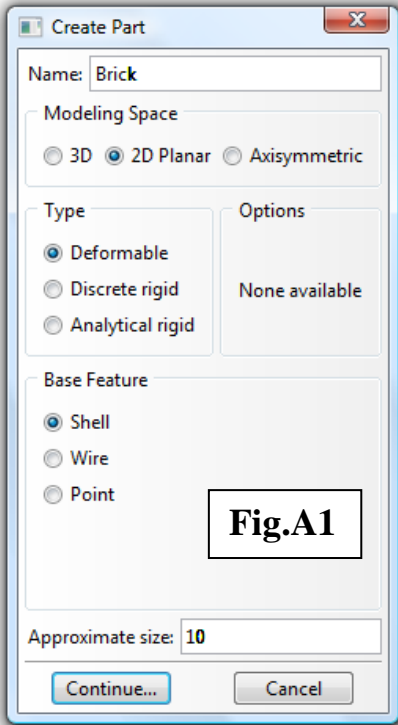 Create Part
Name: Brick
Modeling Space
3D 2D Planar Axisymmetric
Type
Options
Deformable
Discrete rigid
Analytical rigid
None available
Base Feature
Shell
Wire
Point
Fig.A1
Approximate size: 10
Continue... Cancel